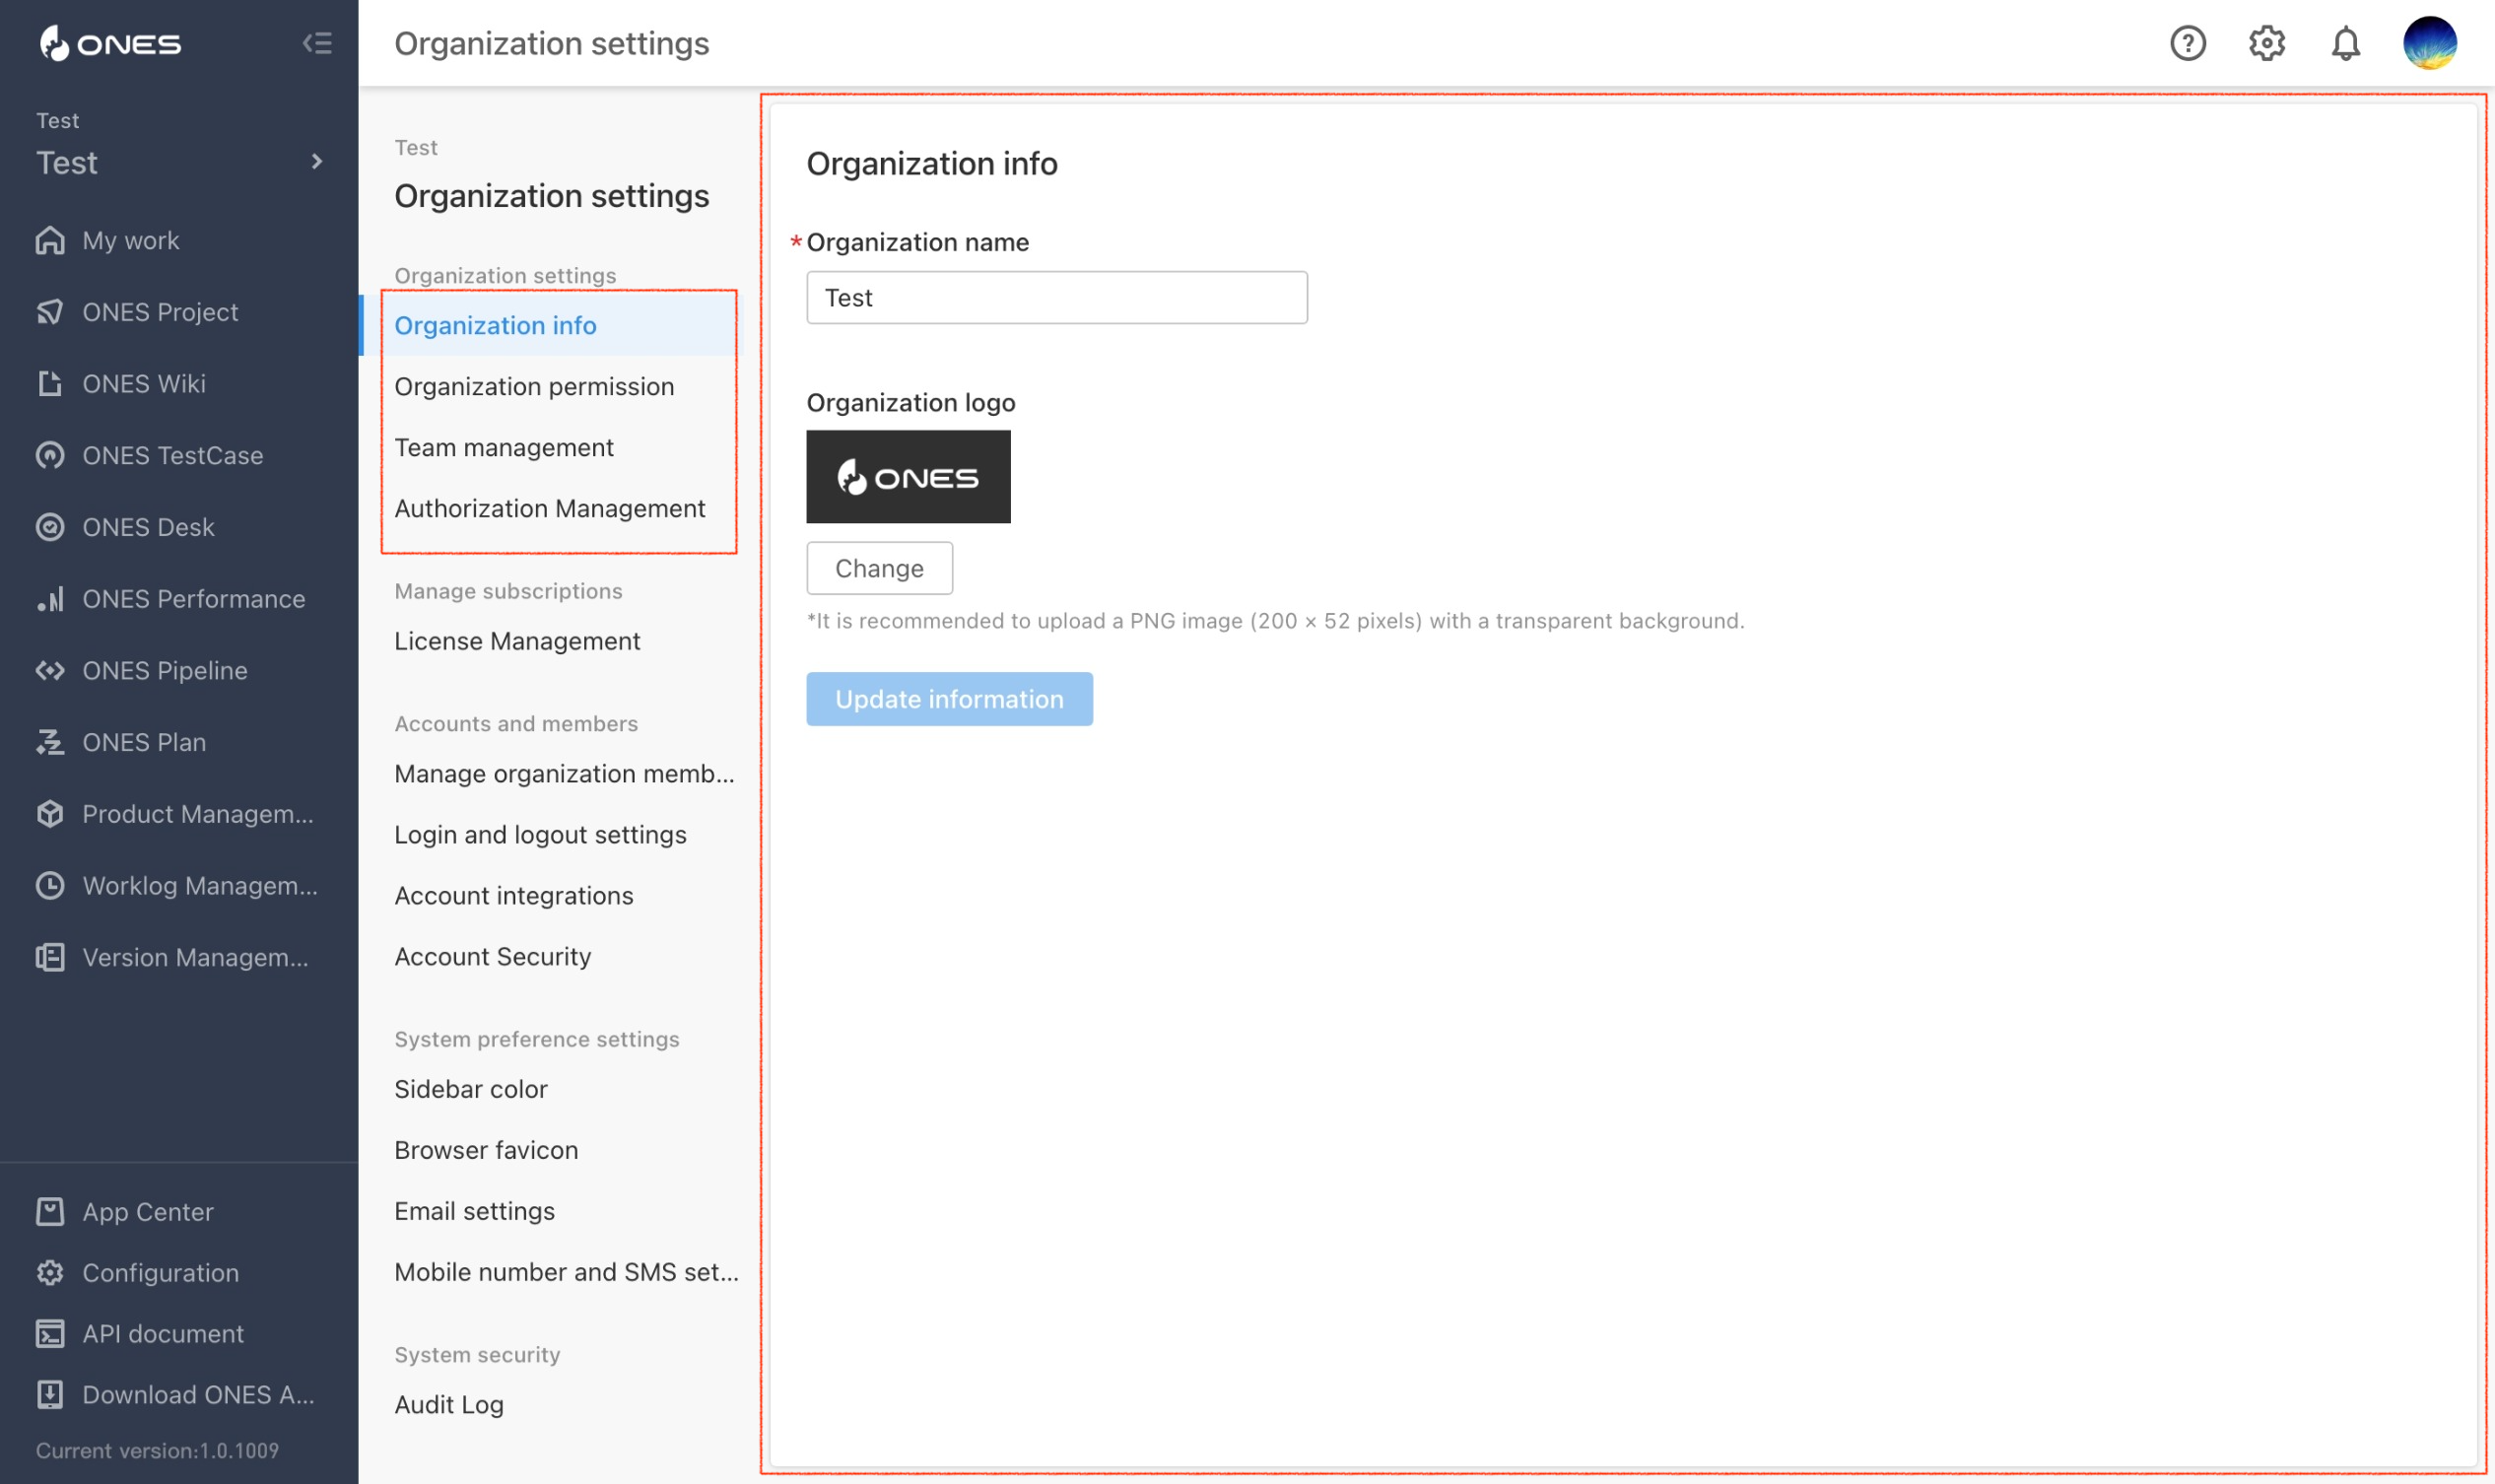 ONES
Organization settings
Test
Test
My work
ONES Project
ONES Wiki
ONES TestCase
ONES Desk
ONES Performance
ONES Pipeline
ONES Plan
Product Managem...
Worklog Managem...
Version Managem...
App Center
Configuration
API document
Download ONES A...
Current version:1.0.1009
Test
Organization settings
Organization settings
Organization info
Organization permission
Team management
Authorization Management
Manage subscriptions
License Management
Accounts and members
Manage organization memb...
Login and logout settings
Account integrations
Account Security
System preference settings
Sidebar color
Browser favicon
Email settings
Mobile number and SMS set...
System security
Audit Log
Organization info
*Organization name
Test
Organization logo
ONES
Change
*It is recommended to upload a PNG image (200 × 52 pixels) with a transparent background.
Update information